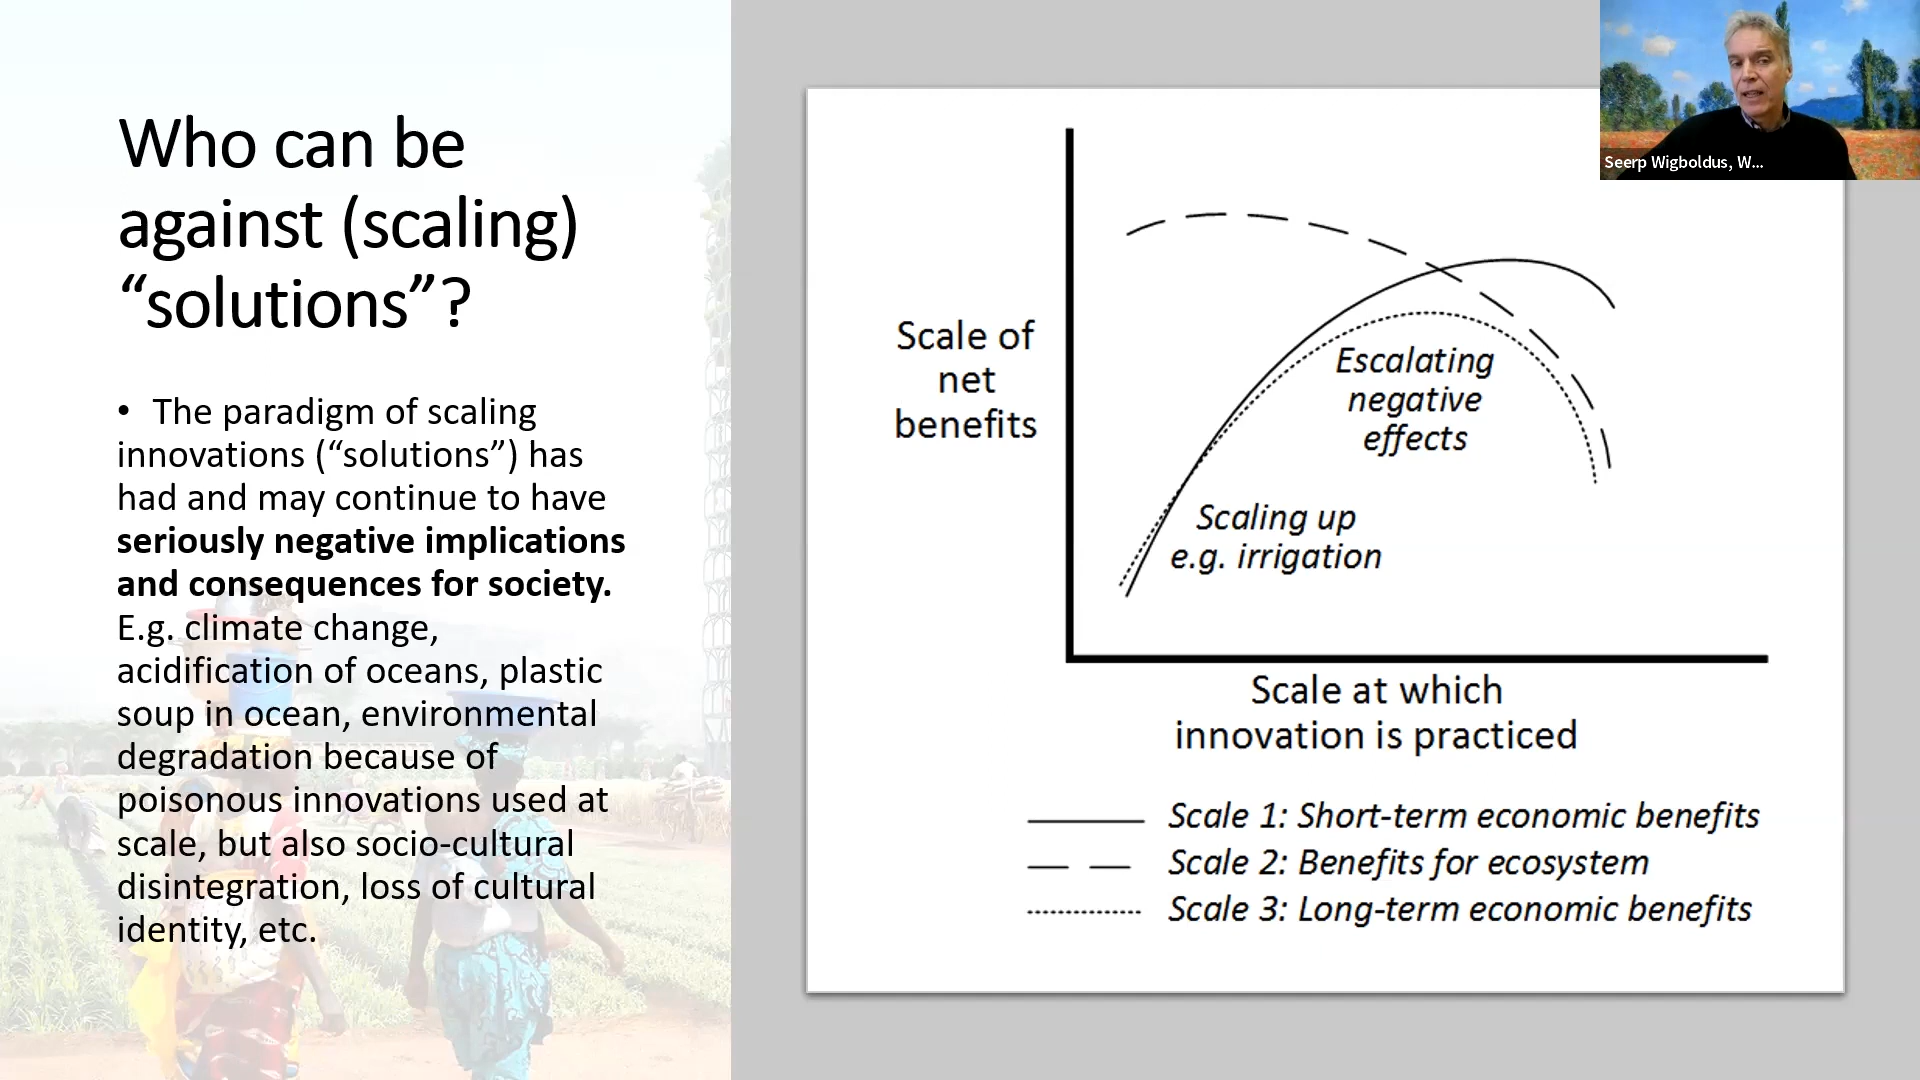 Who can be
against (scaling)
“solutions”?
• The paradigm of scaling
innovations (“solutions”) has
had and may continue to have
seriously negative implications
and consequences for society.
E.g. climate change,
acidification of oceans, plastic
soup in ocean, environmental
degradation because of
poisonous innovations used at
scale, but also socio-cultural
disintegration, loss of cultural
identity, etc.
Scale of
net
benefits
Escalating
negative
effects
Scaling up
e.g. irrigation
Scale at which
innovation is practiced
Scale 1: Short-term economic benefits
Scale 2: Benefits for ecosystem
Scale 3: Long-term economic benefits
Seerp Wigboldus, W...